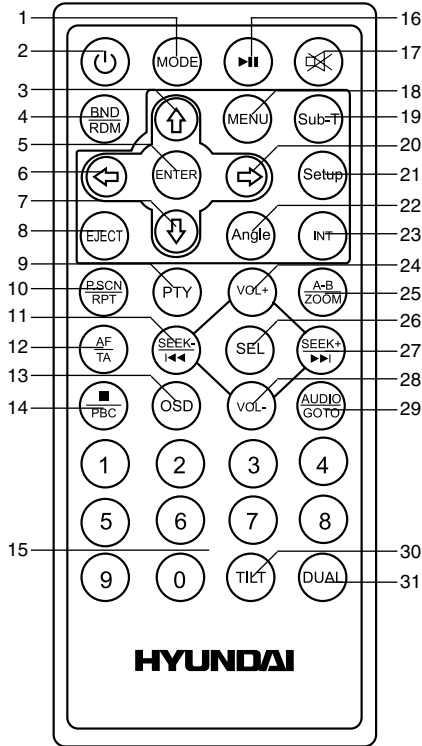 1 16
2 MODE 17
3 18
4 BND MENU Sub-T 19
RDM
5 20
6 ENTER Setup 21
7 22
8 EJECT Angle INT 23
9 24
10 P.SCN PTY VOL+ A-B 25
RPT ZOOM
11 26
12 AF SEEK- SEL SEEK+ 27
TA
13 28
14 PBC OSD VOL- AUDIO 29
GOTO
1 2 3 4
5 6 7 8
15 30
9 0 TILT DUAL 31
HYUNDAI